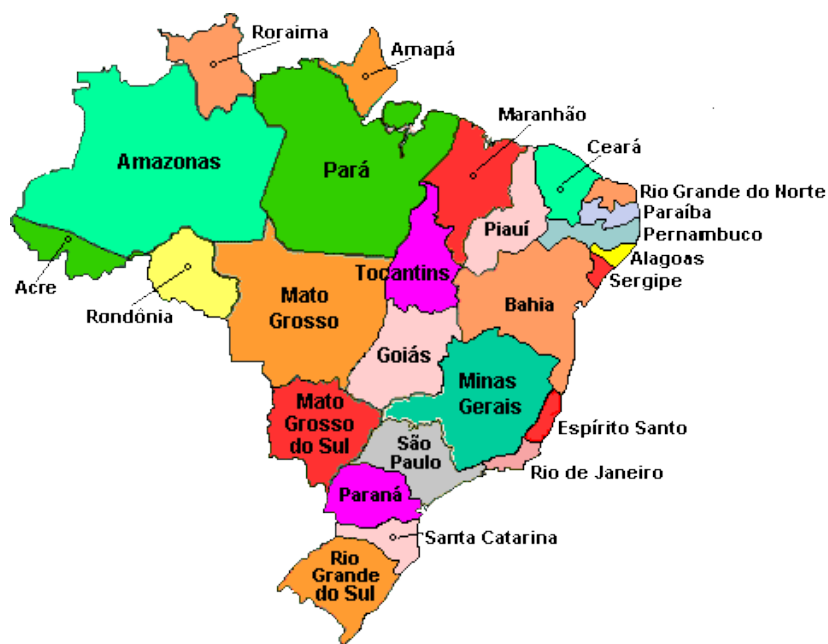 Roraima
Amapá
Maranhão
Ceará
Amazonas
Pará
Rio Grande do Norte
Paraíba
Piauí
Pernambuco
Alagoas
Sergipe
Acre
Rondônia
Tocantins
Mato
Grosso
Bahia
Goiás
Minas
Gerais
Mato
Grosso
do Sul
Espírito Santo
São
Paulo
Rio de Janeiro
Paraná
Santa Catarina
Rio
Grande
do Sul